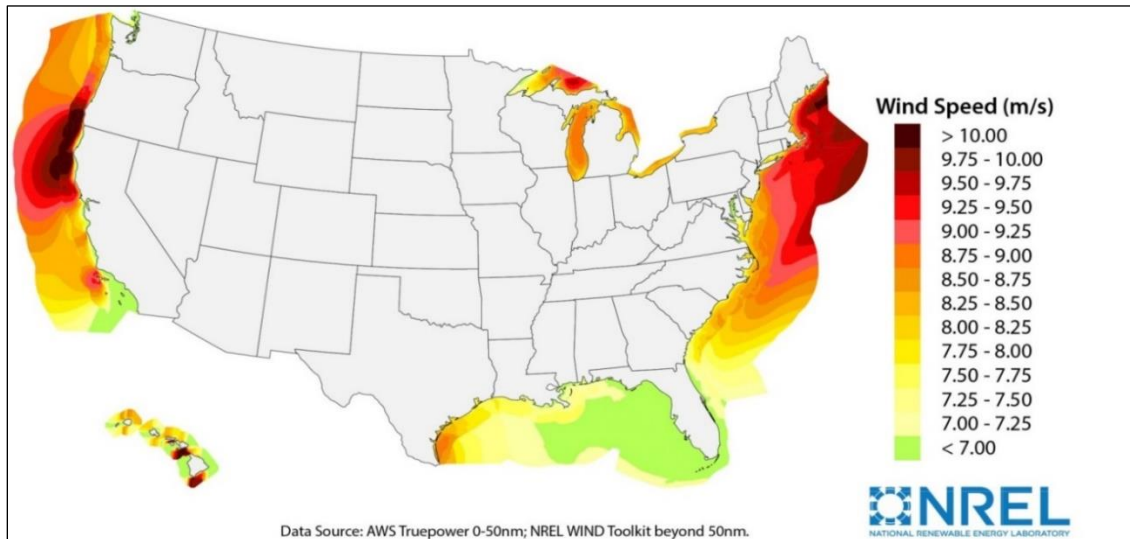 Wind Speed (m/s)
> 10.00
9.75 - 10.00
9.50 - 9.75
9.25 - 9.50
9.00 - 9.25
8.75 - 9.00
8.50 - 8.75
8.25 - 8.50
8.00 - 8.25
7.75 - 8.00
7.50 - 7.75
7.25 - 7.50
7.00 - 7.25
< 7.00
NREL
NATIONAL RENEWABLE ENERGY LABORATORY
Data Source: AWS Truepower 0-50nm; NREL WIND Toolkit beyond 50nm.